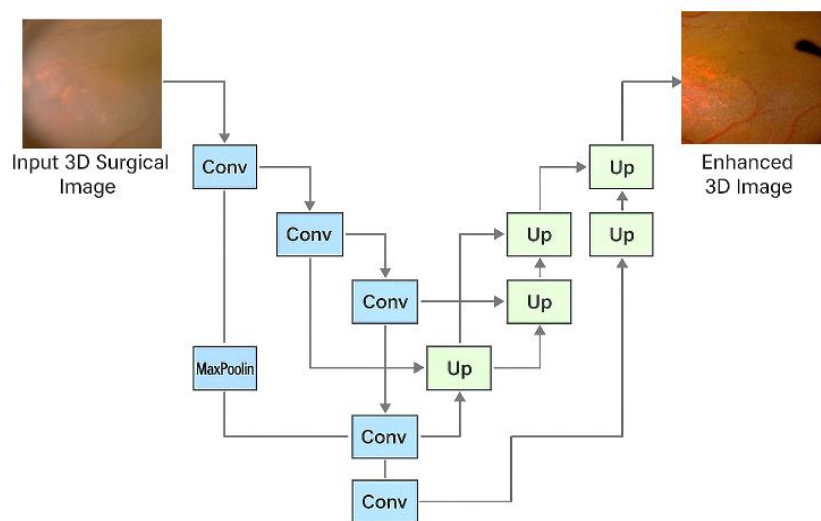 Input 3D Surgical
Image
Conv
Conv
Conv
MaxPoolin
Conv
Conv
Up
Up
Up
Up
Up
Up
Enhanced
3D Image